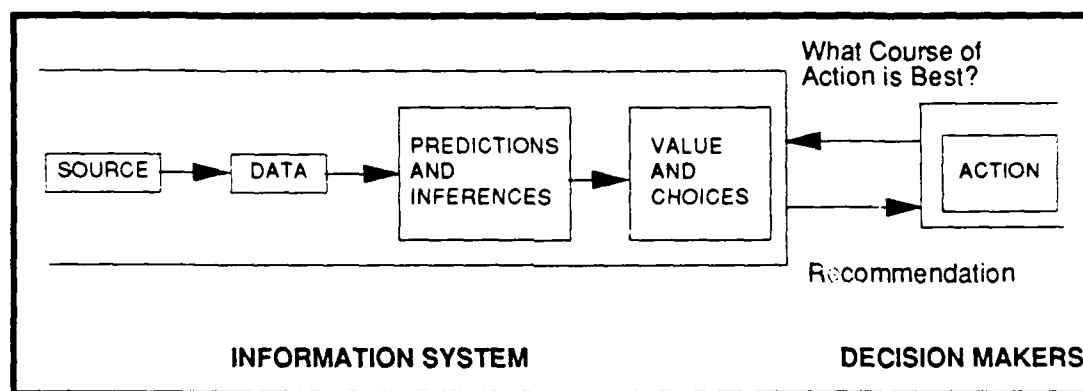 What Course of
Action is Best?
SOURCE
DATA
PREDICTIONS
AND
INFERENCES
VALUE
AND
CHOICES
ACTION
Recommendation
INFORMATION SYSTEM
DECISION MAKERS